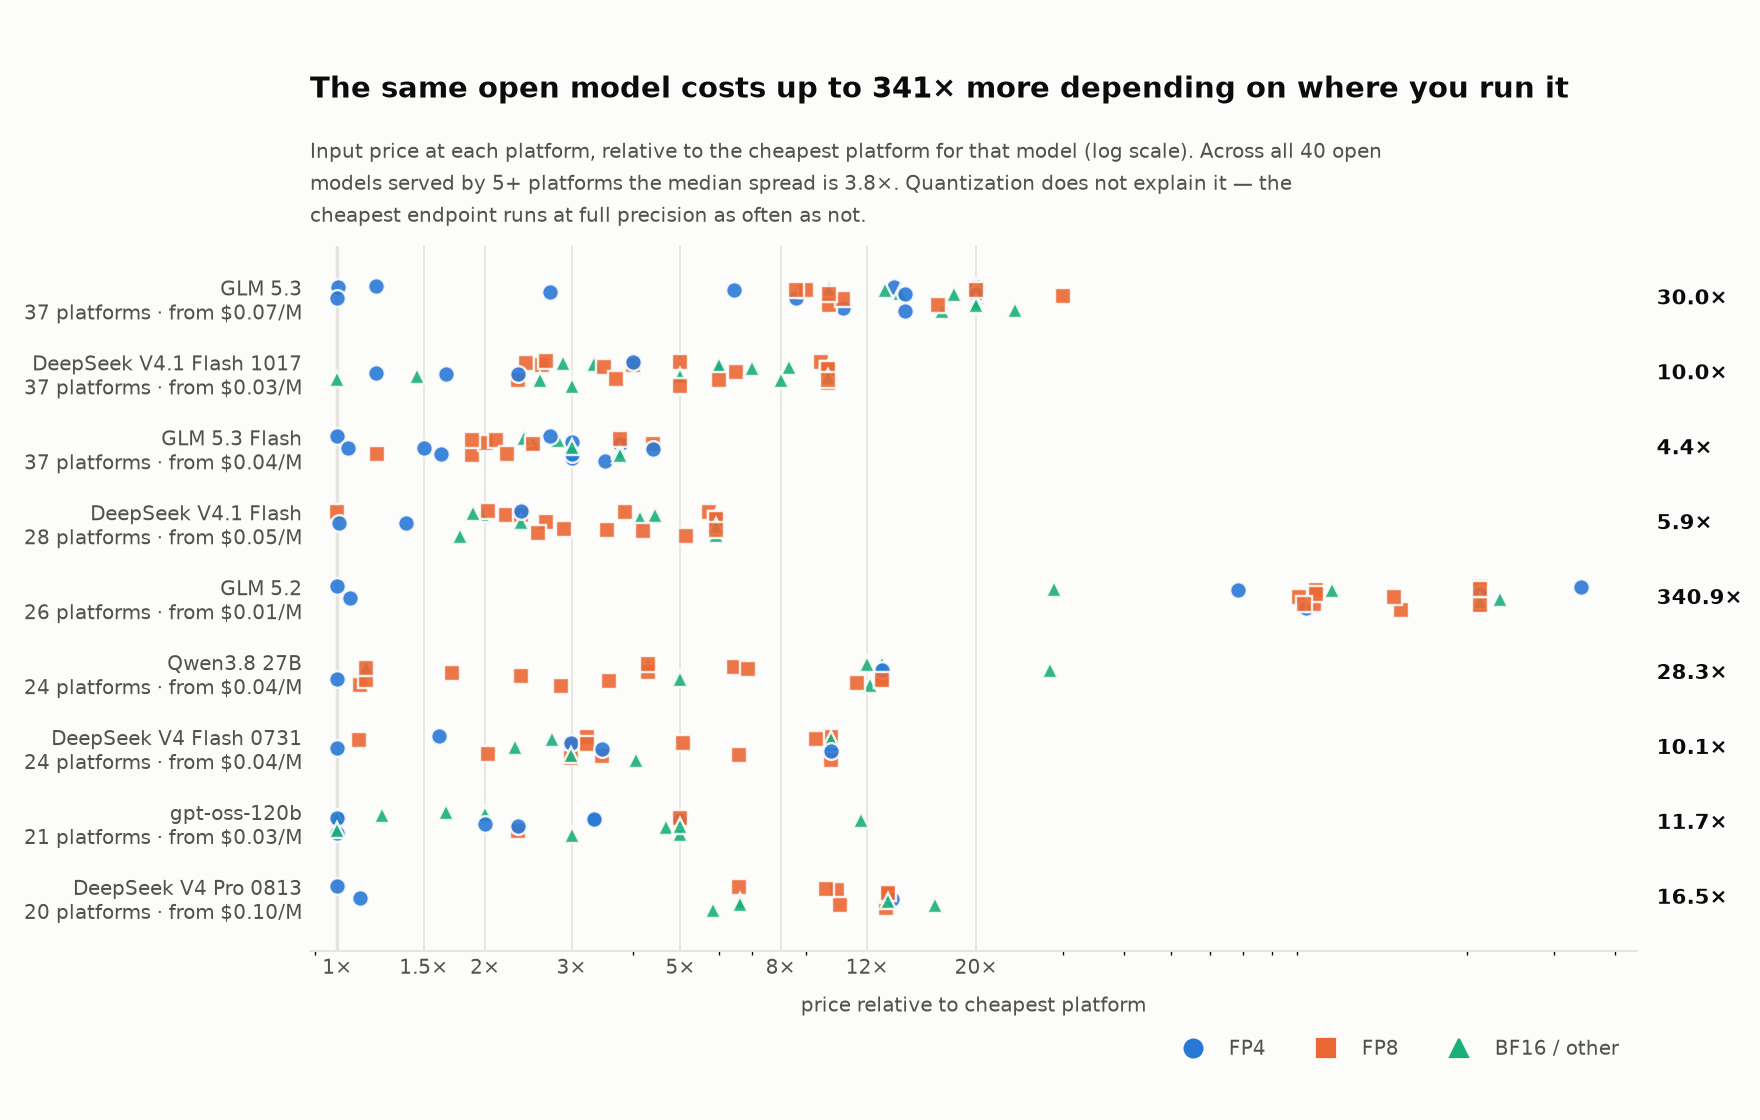 The same open model costs up to 341× more depending on where you run it
Input price at each platform, relative to the cheapest platform for that model (log scale). Across all 40 open
models served by 5+ platforms the median spread is 3.8×. Quantization does not explain it — the
cheapest endpoint runs at full precision as often as not.
GLM 5.3
37 platforms · from $0.07/M
30.0×
DeepSeek V4.1 Flash 1017
37 platforms · from $0.03/M
10.0×
GLM 5.3 Flash
37 platforms · from $0.04/M
4.4×
DeepSeek V4.1 Flash
28 platforms · from $0.05/M
5.9×
GLM 5.2
26 platforms · from $0.01/M
340.9×
Qwen3.8 27B
24 platforms · from $0.04/M
28.3×
DeepSeek V4 Flash 0731
24 platforms · from $0.04/M
10.1×
gpt-oss-120b
21 platforms · from $0.03/M
11.7×
DeepSeek V4 Pro 0813
20 platforms · from $0.10/M
16.5×
1× 1.5× 2× 3× 5× 8× 12× 20×
price relative to cheapest platform
FP4 FP8 BF16 / other